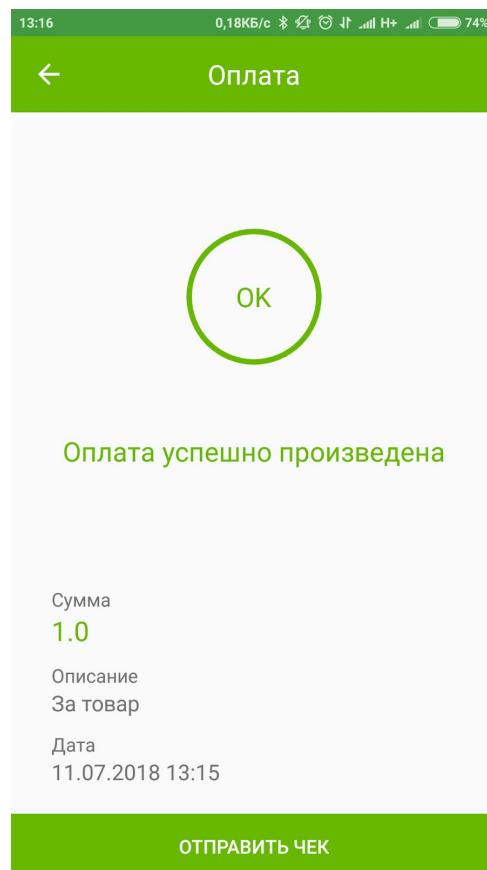 13:16 0,18КБ/с H+ 74%
Оплата
OK
Оплата успешно произведена
Сумма
1.0
Описание
За товар
Дата
11.07.2018 13:15
ОТПРАВИТЬ ЧЕК